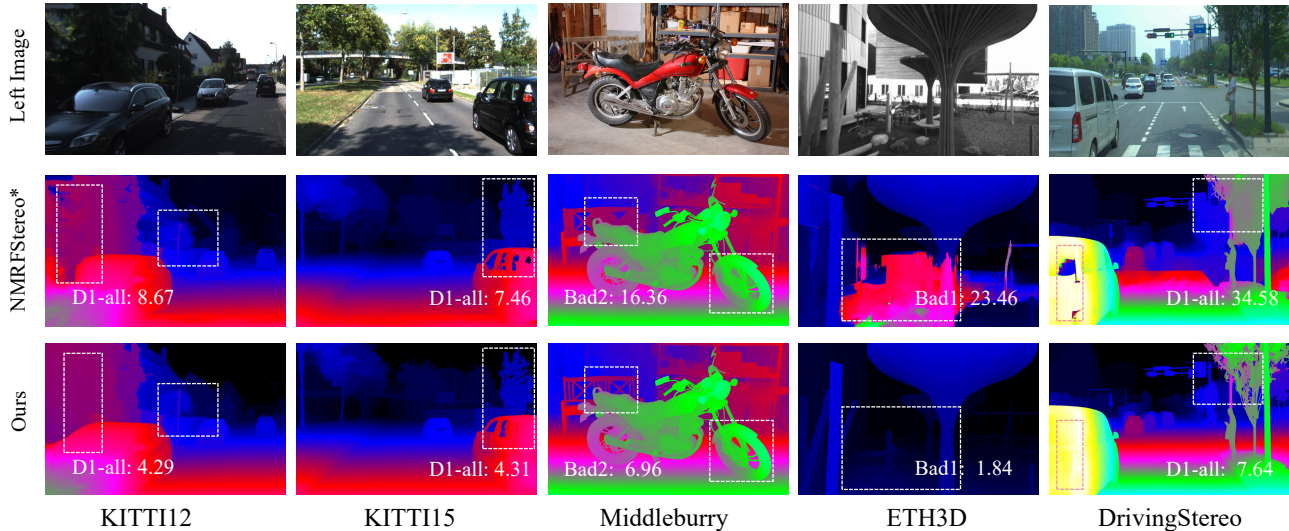 Left Image
NMRFStereo*
D1-all: 8.67
D1-all: 7.46
Bad2: 16.36
Bad1: 23.46
D1-all: 34.58
Ours
D1-all: 4.29
D1-all: 4.31
Bad2: 6.96
Bad1: 1.84
D1-all: 7.64
KITTI12
KITTI15
Middleburry
ETH3D
DrivingStereo